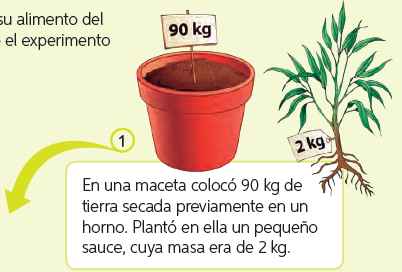 su alimento del
el experimento
90 kg
2 kg
1
En una maceta colocó 90 kg de
tierra secada previamente en un
horno. Plantó en ella un pequeño
sauce, cuya masa era de 2 kg.